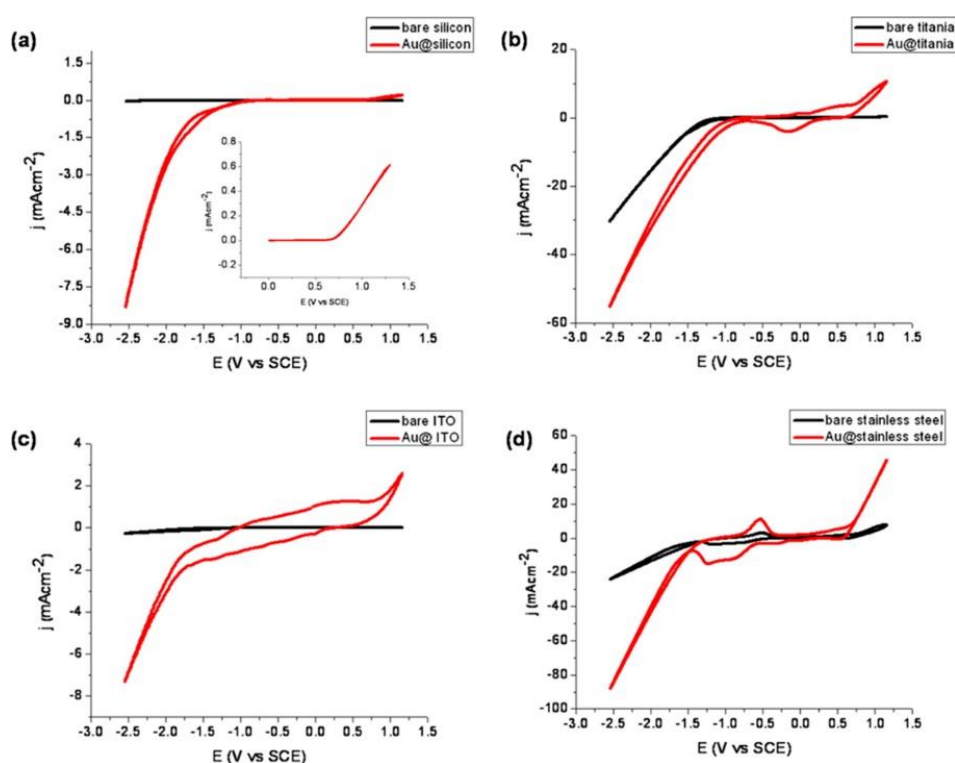 (a)
bare silicon
Au@silicon
j (mAcm-2)
1.5
0.0
-1.5
-3.0
-4.5
-6.0
-7.5
-9.0
-3.0 -2.5 -2.0 -1.5 -1.0 -0.5 0.0 0.5 1.0 1.5
E (V vs SCE)
j (mAcm-2)
0.8
0.6
0.4
0.2
0.0
-0.2
0.0 0.5 1.0 1.5
E (V vs SCE)
(b)
bare titania
Au@titania
j (mAcm-2)
20
0
-20
-40
-60
-3.0 -2.5 -2.0 -1.5 -1.0 -0.5 0.0 0.5 1.0 1.5
E (V vs SCE)
(c)
bare ITO
Au@ ITO
j (mAcm-2)
4
2
0
-2
-4
-6
-8
-3.0 -2.5 -2.0 -1.5 -1.0 -0.5 0.0 0.5 1.0 1.5
E (V vs SCE)
(d)
bare stainless steel
Au@stainless steel
j (mAcm-2)
60
40
20
0
-20
-40
-60
-80
-100
-3.0 -2.5 -2.0 -1.5 -1.0 -0.5 0.0 0.5 1.0 1.5
E (V vs SCE)